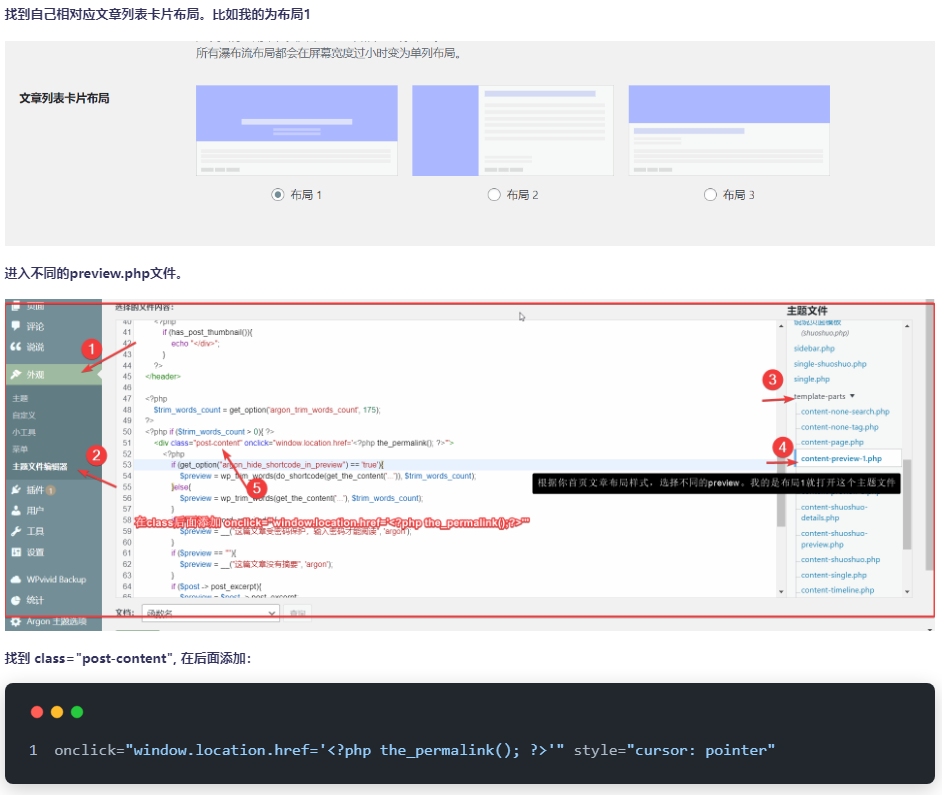 找到自己相对应文章列表卡片布局。比如我的为布局1
所有瀑布流布局都会在屏幕宽度过小时变为单列布局。
文章列表卡片布局
布局 1
布局 2
布局 3
进入不同的preview.php文件。
页面
评论
说说
外观
主题
自定义
小工具
菜单
主题文件编辑器
插件 1
用户
工具
设置
WPvivid Backup
统计
Argon 主题选项
1
2
选择的文件内容:
40 <?php
41 if (has_post_thumbnail()){
42 echo "</div>";
43 }
44 ?>
45 </header>
46
47 <?php
48 $trim_words_count = get_option('argon_trim_words_count', 175);
49 ?>
50 <?php if ($trim_words_count > 0){ ?>
51 <div class="post-content" onclick="window.location.href='<?php the_permalink(); ?>'">
52 <?php
53 if (get_option("argon_hide_shortcode_in_preview") == 'true'){
54 $preview = wp_trim_words(do_shortcode(get_the_content('...')), $trim_words_count);
55 }else{
56 $preview = wp_trim_words(get_the_content('...'), $trim_words_count);
57 }
58
在class后面添加 onclick="window.location.href='<?php the_permalink();?>'"
59 $preview = __("这篇文章受密码保护，输入密码才能阅读", 'argon');
60 }
61 if ($preview == ""){
62 $preview = __("这篇文章没有摘要", 'argon');
63 }
64 if ($post -> post_excerpt){
65 $preview = $post -> post_excerpt;
5
文档:
函数名
查询
主题文件
说说页面模板
(shuoshuo.php)
sidebar.php
single-shuoshuo.php
single.php
3
template-parts
content-none-search.php
content-none-tag.php
content-page.php
4
content-preview-1.php
根据你首页文章布局样式，选择不同的preview。我的是布局1就打开这个主题文件
content-shuoshuo-
details.php
content-shuoshuo-
preview.php
content-shuoshuo.php
content-single.php
content-timeline.php
找到 class="post-content", 在后面添加：
1 onclick="window.location.href='<?php the_permalink(); ?>'" style="cursor: pointer"